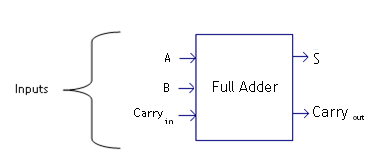 A
S
Inputs
B
Full Adder
Carry in
Carry out